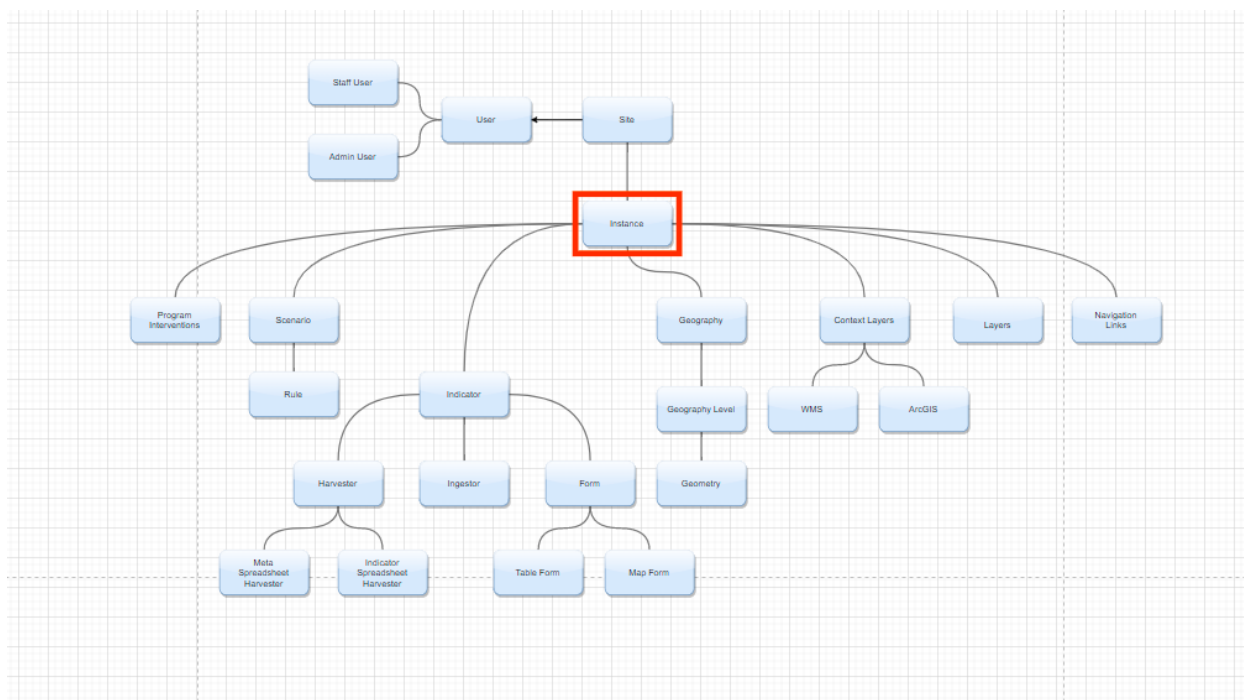 Staff User
User
Site
Admin User
Instance
Program
Interventions
Scenario
Geography
Context Layers
Layers
Navigation
Links
Rule
Indicator
Geography Level
WMS
ArcGIS
Harvester
Ingestor
Form
Geometry
Meta
Spreadsheet
Harvester
Indicator
Spreadsheet
Harvester
Table Form
Map Form